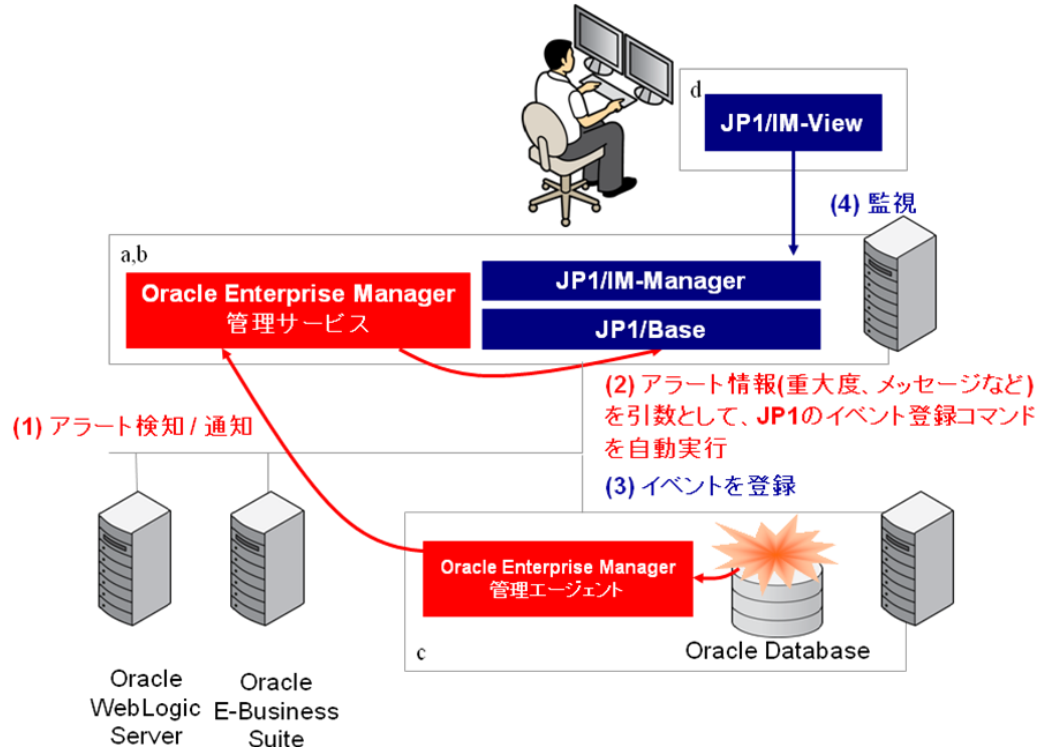 d
JP1/IM-View
(4) 監視
a,b
Oracle Enterprise Manager
管理サービス
JP1/IM-Manager
JP1/Base
(1) アラート検知 / 通知
(2) アラート情報(重大度、メッセージなど)
を引数として、JP1のイベント登録コマンド
を自動実行
(3) イベントを登録
Oracle Enterprise Manager
管理エージェント
c
Oracle Database
Oracle
WebLogic
Server
Oracle
E-Business
Suite